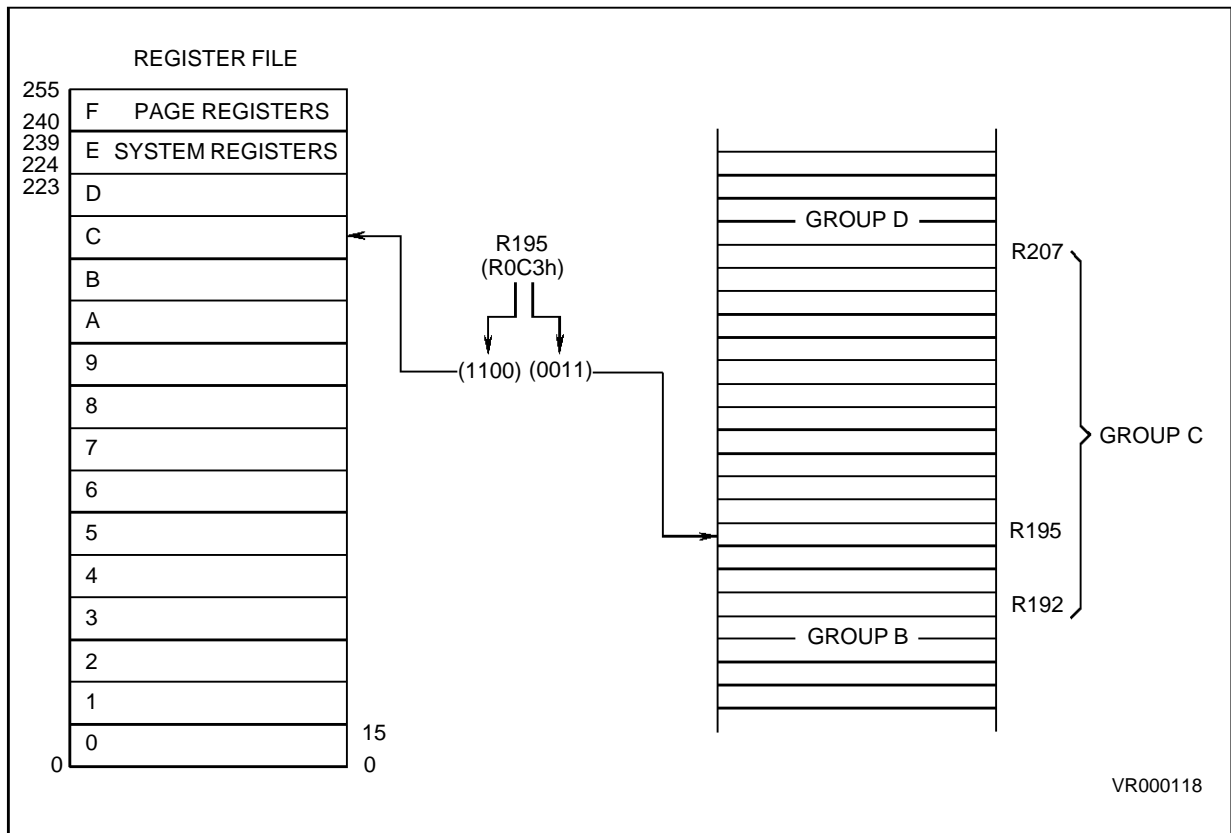 REGISTER FILE
255
F PAGE REGISTERS
240
239
E SYSTEM REGISTERS
224
223
D
C
B
A
9
8
7
6
5
4
3
2
1
0
15
0
0
R195
(R0C3h)
(1100) (0011)
GROUP D
R207
GROUP C
R195
R192
GROUP B
VR000118